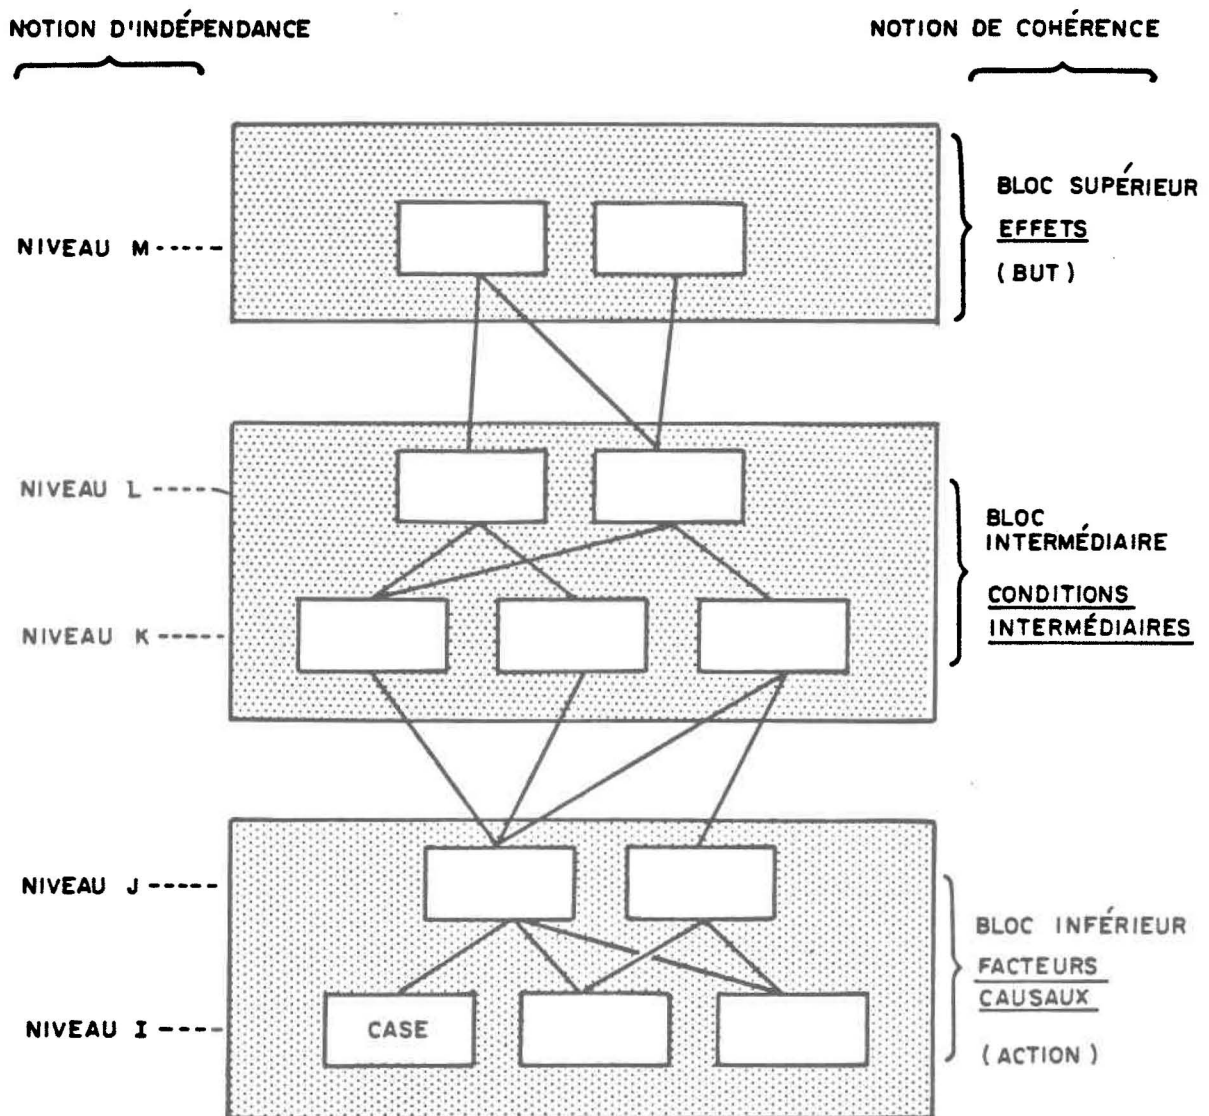 NOTION D'INDÉPENDANCE
NOTION DE COHÉRENCE
BLOC SUPÉRIEUR
EFFETS
(BUT)
NIVEAU M
NIVEAU L
BLOC
INTERMÉDIAIRE
CONDITIONS
INTERMÉDIAIRES
NIVEAU K
NIVEAU J
BLOC INFÉRIEUR
FACTEURS
CAUSAUX
NIVEAU I
CASE
(ACTION)